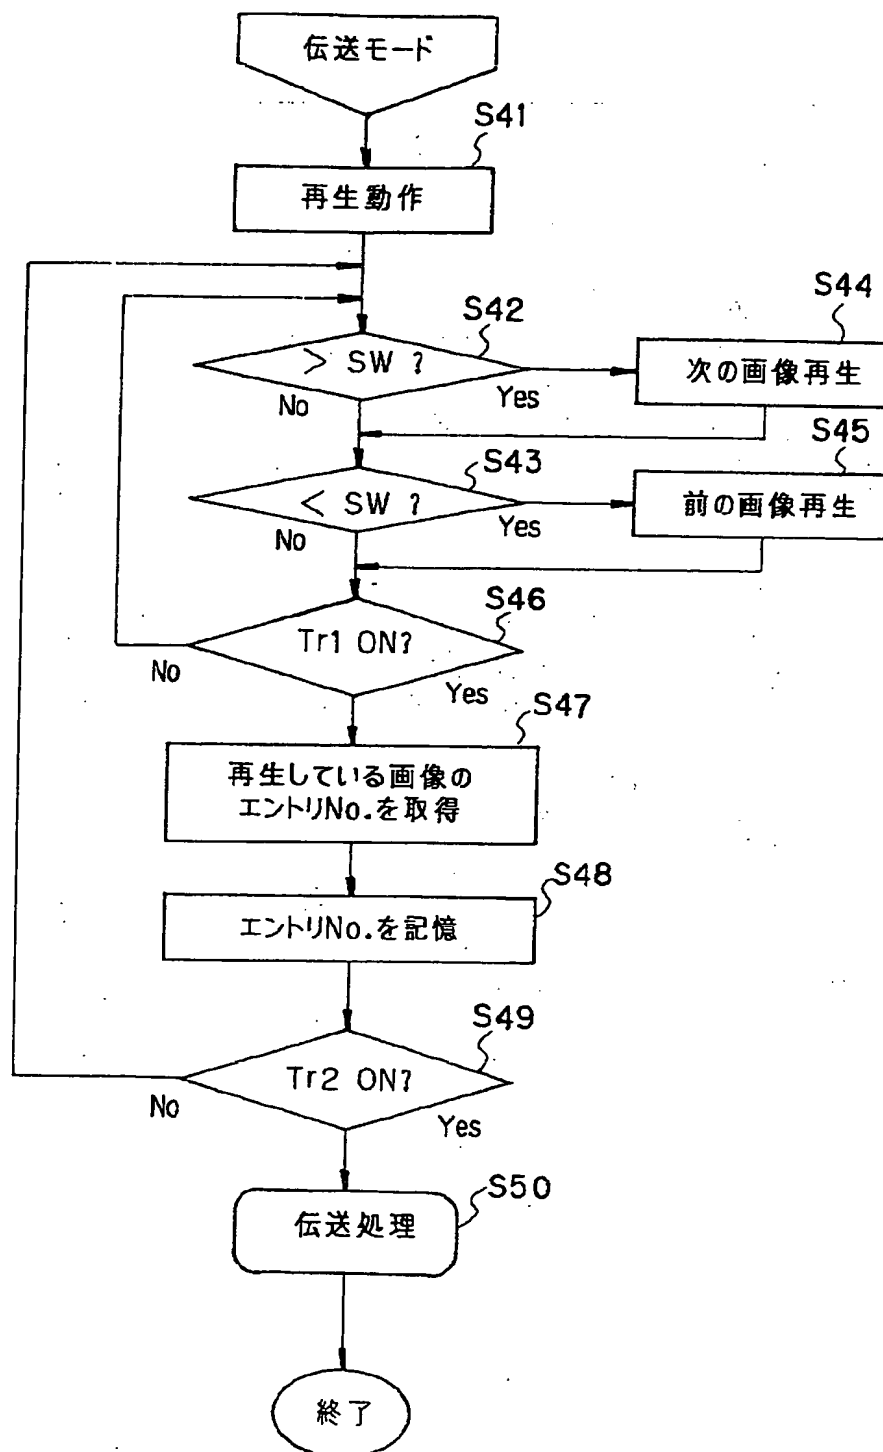 伝送モード
S41
再生動作
S42
> SW ?
No
Yes
S44
次の画像再生
S43
< SW ?
No
Yes
S45
前の画像再生
S46
Tr1 ON?
No
Yes
S47
再生している画像の
エントリNo.を取得
S48
エントリNo.を記憶
S49
Tr2 ON?
No
Yes
S50
伝送処理
終了